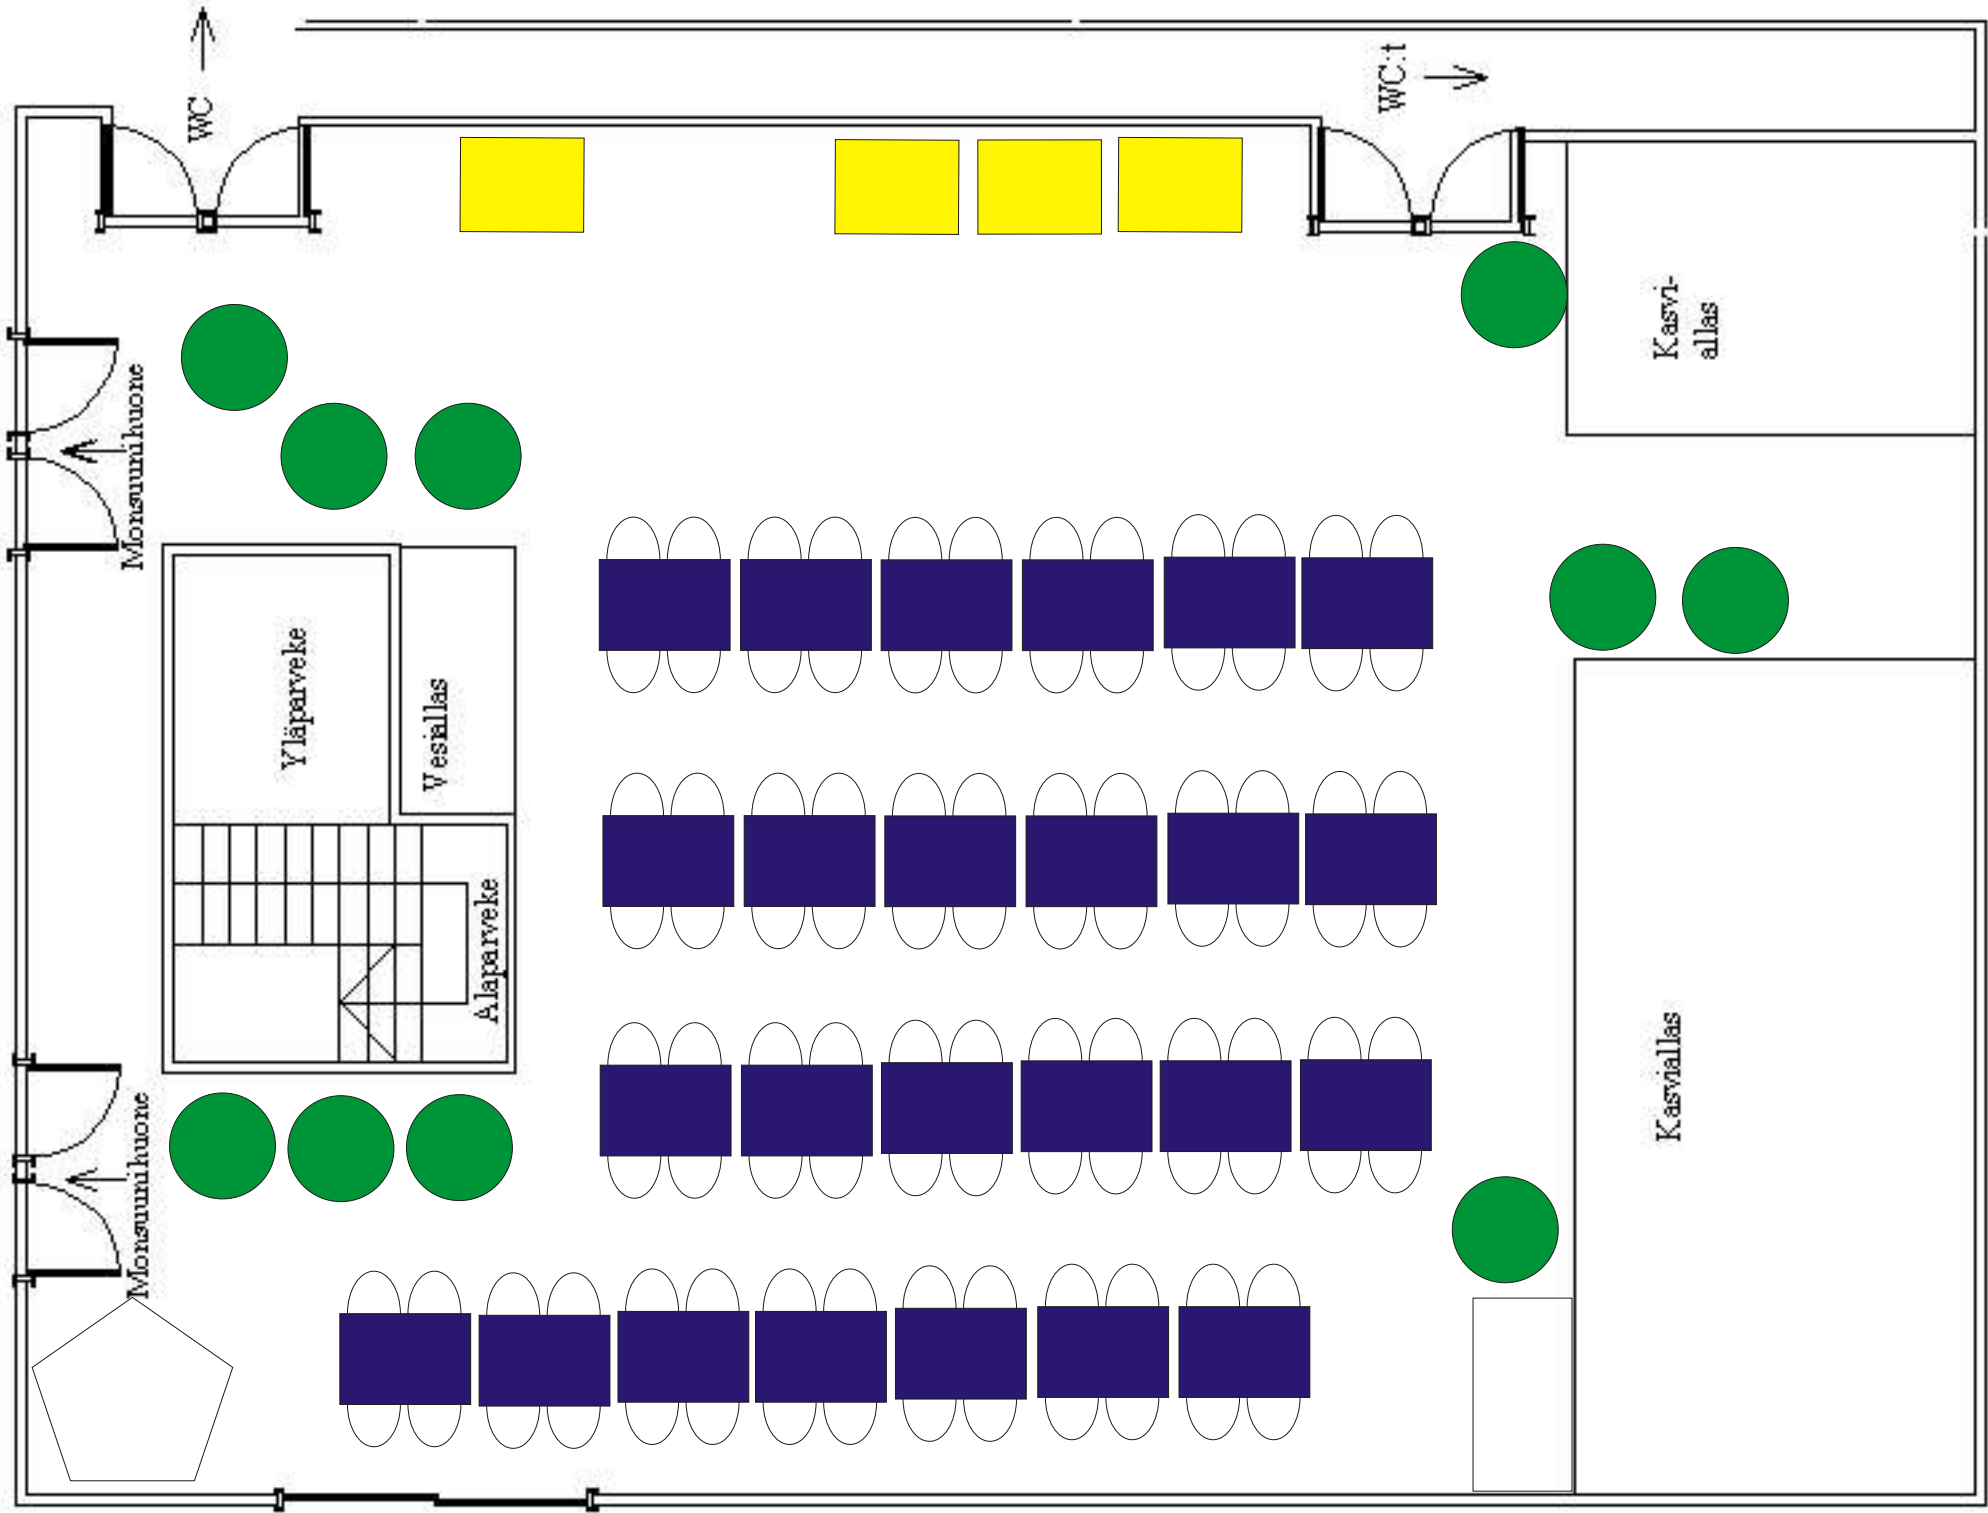 WC
WC:t
Monsuunihuone
Kasvi-
allas
Yläparveke
Vesiallas
Alaparveke
Monsuunihuone
Kasviallas